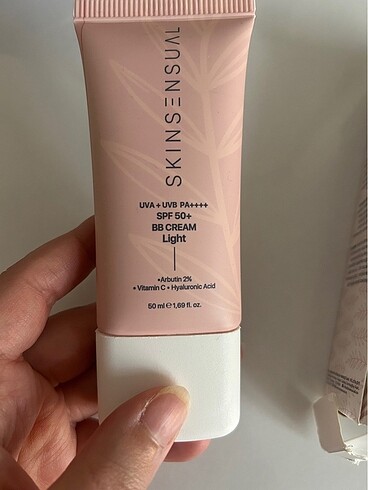 SKINSENSUAL
UVA + UVB PA++++
SPF 50+
BB CREAM
Light
•Arbutin 2%
• Vitamin C • Hyaluronic Acid
50 ml ℮ 1,69 fl. oz.